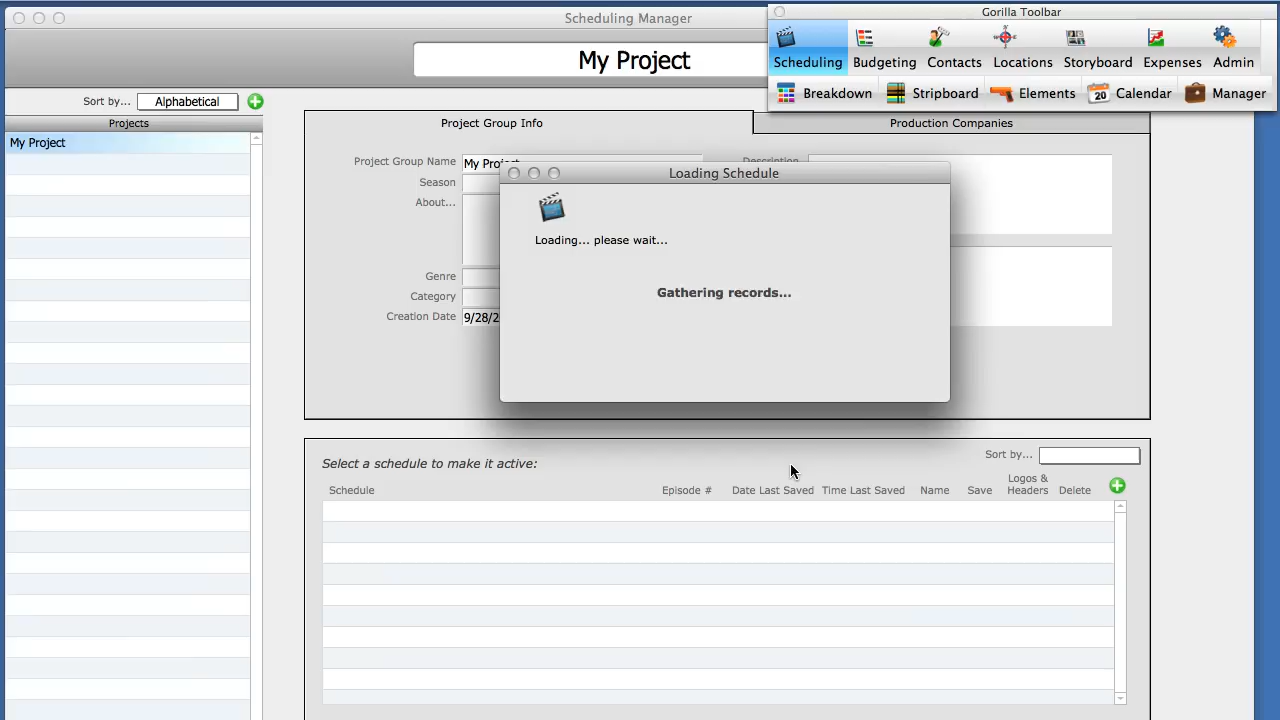 Scheduling Manager
Gorilla Toolbar
My Project
Scheduling Budgeting Contacts Locations Storyboard Expenses Admin
Breakdown Stripboard Elements Calendar Manager
20
Sort by... Alphabetical
Projects
My Project
Project Group Info
Production Companies
Project Group Name My Project
Description
Season
About...
Genre
Category
Creation Date 9/28/2
Loading Schedule
Loading... please wait...
Gathering records...
Select a schedule to make it active:
Sort by...
Schedule Episode # Date Last Saved Time Last Saved Name Save Logos & Headers Delete